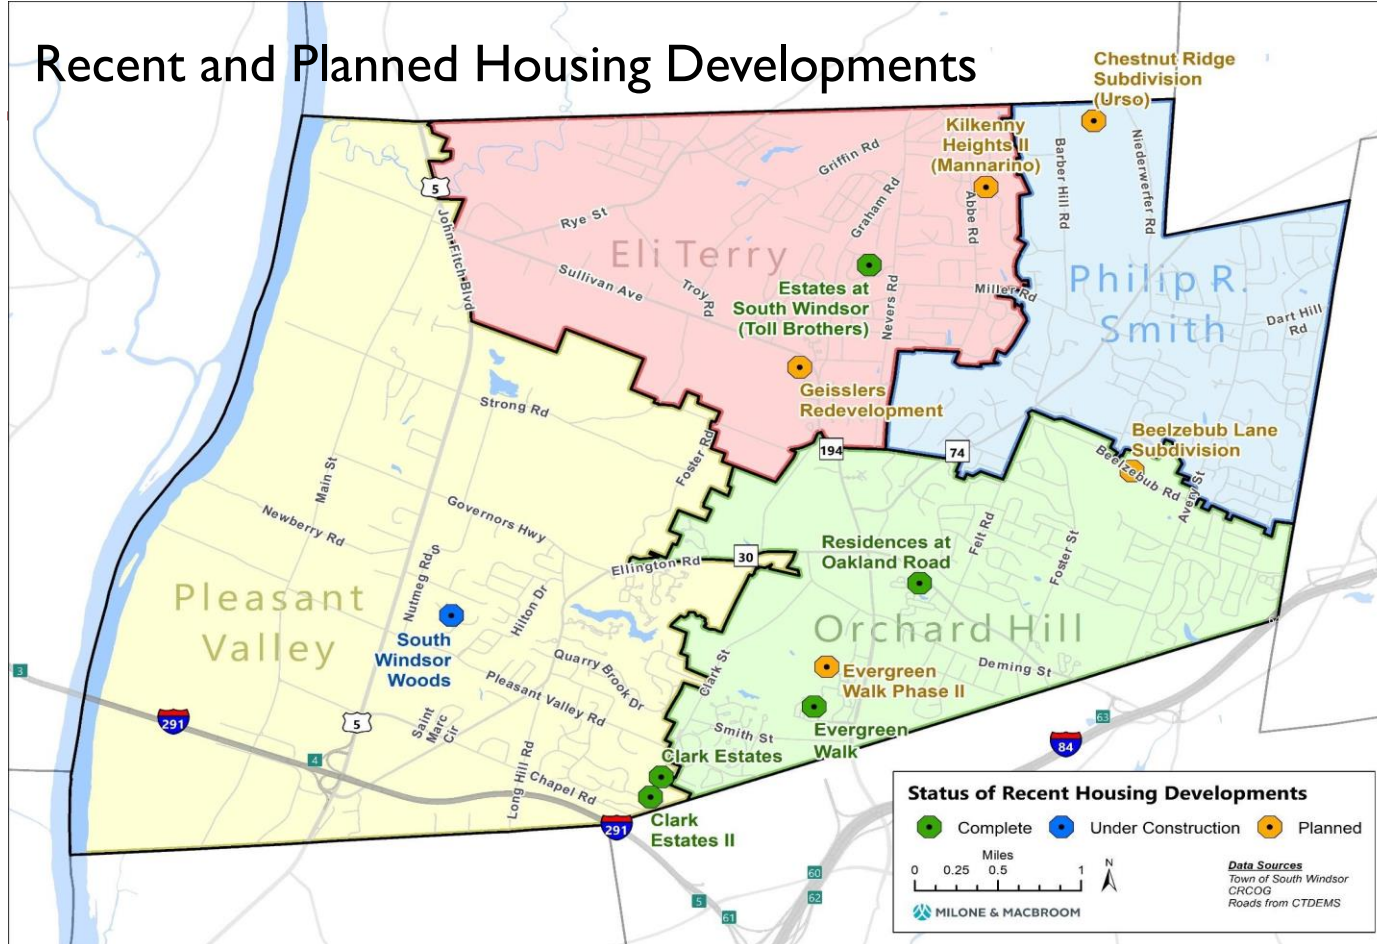 Recent and Planned Housing Developments
Chestnut Ridge
Subdivision
(Urso)
Kilkenny
Heights II
(Mannarino)
Griffin Rd
Graham Rd
Abbe Rd
Barber Hill Rd
Niederwerfer Rd
5
John Fitch Blvd
Rye St
Eli Terry
Sullivan Ave
Troy Rd
Estates at
South Windsor
(Toll Brothers)
Nevers Rd
Miller Rd
Philip R.
Smith
Dart Hill
Rd
Geisslers
Redevelopment
Strong Rd
Foster Rd
194
74
Beelzebub Lane
Subdivision
Beelzebub Rd
Avery St
Main St
Newberry Rd
Governors Hwy
Nutmeg Rd S
Ellington Rd
30
Residences at
Oakland Road
Felt Rd
Foster St
Pleasant
Valley
South
Windsor
Woods
Hilton Dr
Quarry Brook Dr
Pleasant Valley Rd
Saint
Marc
Cir
Clark St
Orchard Hill
Deming St
Evergreen
Walk Phase II
Evergreen
Walk
Smith St
3
291
5
4
Long Hill Rd
Chapel Rd
Clark Estates
Clark
Estates II
291
63
84
60
62
5
61
Status of Recent Housing Developments
Complete
Under Construction
Planned
Miles
0 0.25 0.5 1
N
Data Sources
Town of South Windsor
CRCOG
Roads from CTDEMS
MILONE & MACBROOM